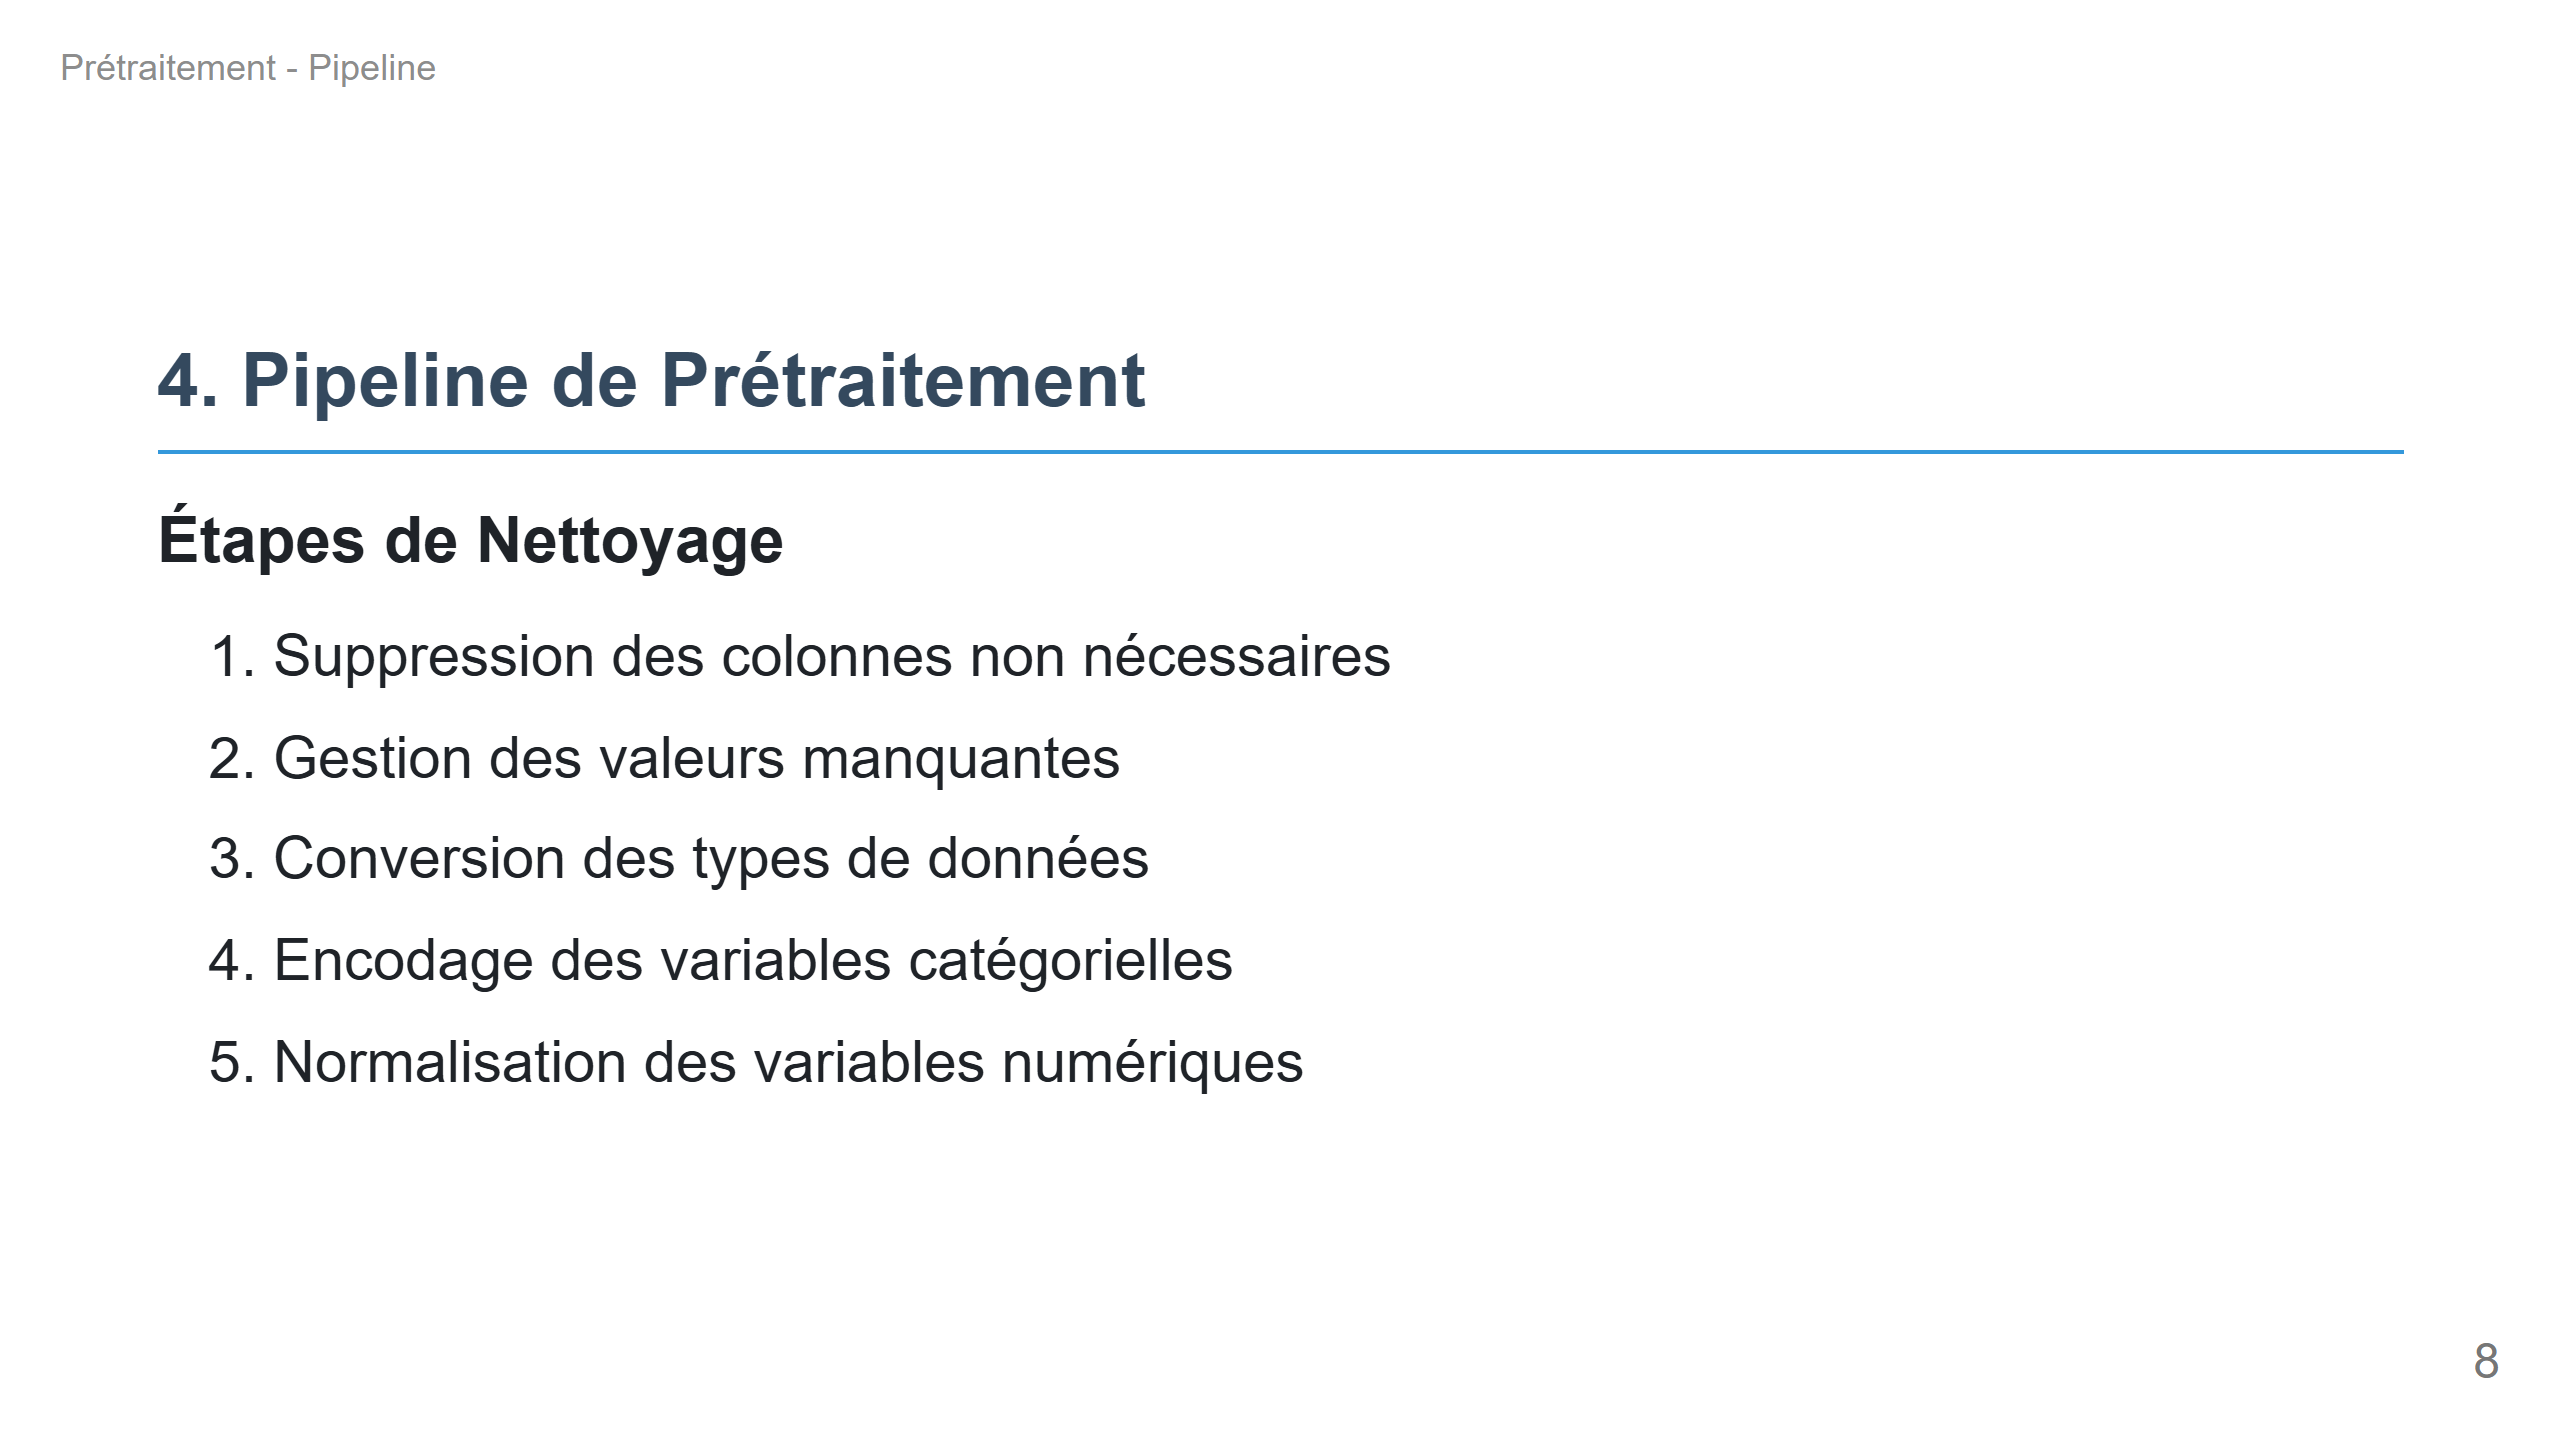 Prétraitement - Pipeline
4. Pipeline de Prétraitement
Étapes de Nettoyage
1. Suppression des colonnes non nécessaires
2. Gestion des valeurs manquantes
3. Conversion des types de données
4. Encodage des variables catégorielles
5. Normalisation des variables numériques
8